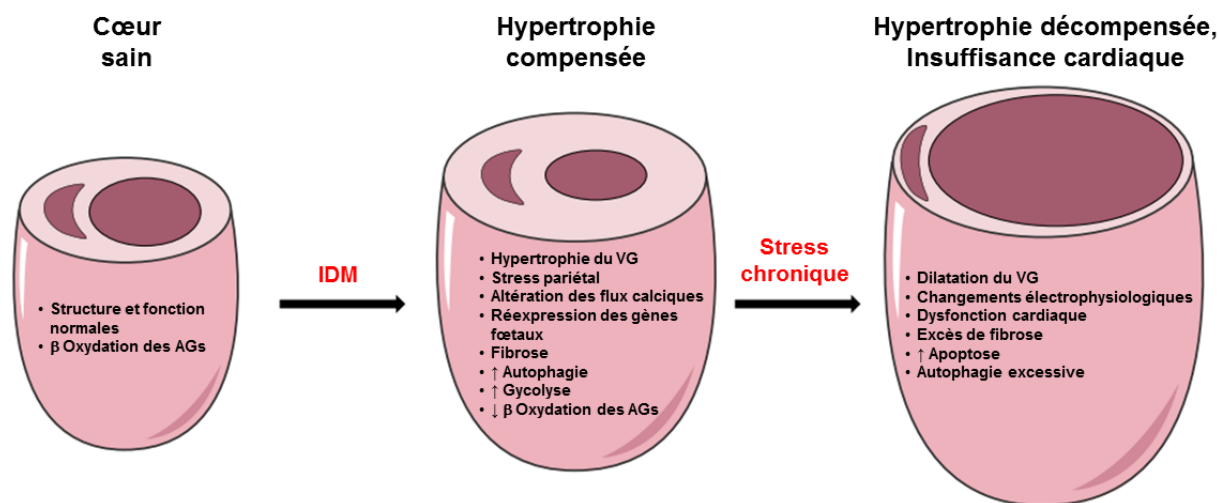 Cœur
sain
Hypertrophie
compensée
Hypertrophie décompensée,
Insuffisance cardiaque
• Structure et fonction
normales
• β Oxydation des AGs
IDM
• Hypertrophie du VG
• Stress pariétal
• Altération des flux calciques
• Réexpression des gènes
fœtaux
• Fibrose
• ↑ Autophagie
• ↑ Gycolyse
• ↓ β Oxydation des AGs
Stress
chronique
• Dilatation du VG
• Changements électrophysiologiques
• Dysfonction cardiaque
• Excès de fibrose
• ↑ Apoptose
• Autophagie excessive